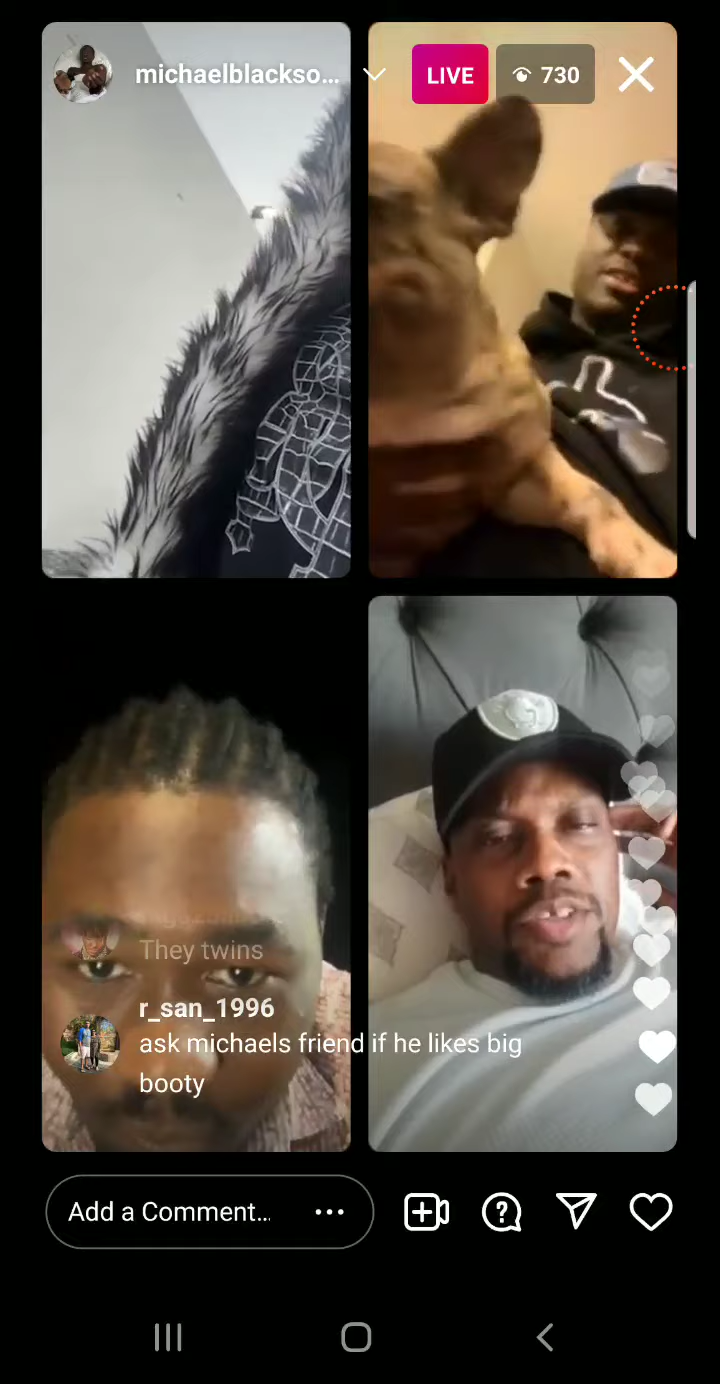 michaelblackso...
LIVE
730
They twins
r_san_1996
ask michaels friend if he likes big
booty
Add a Comment...